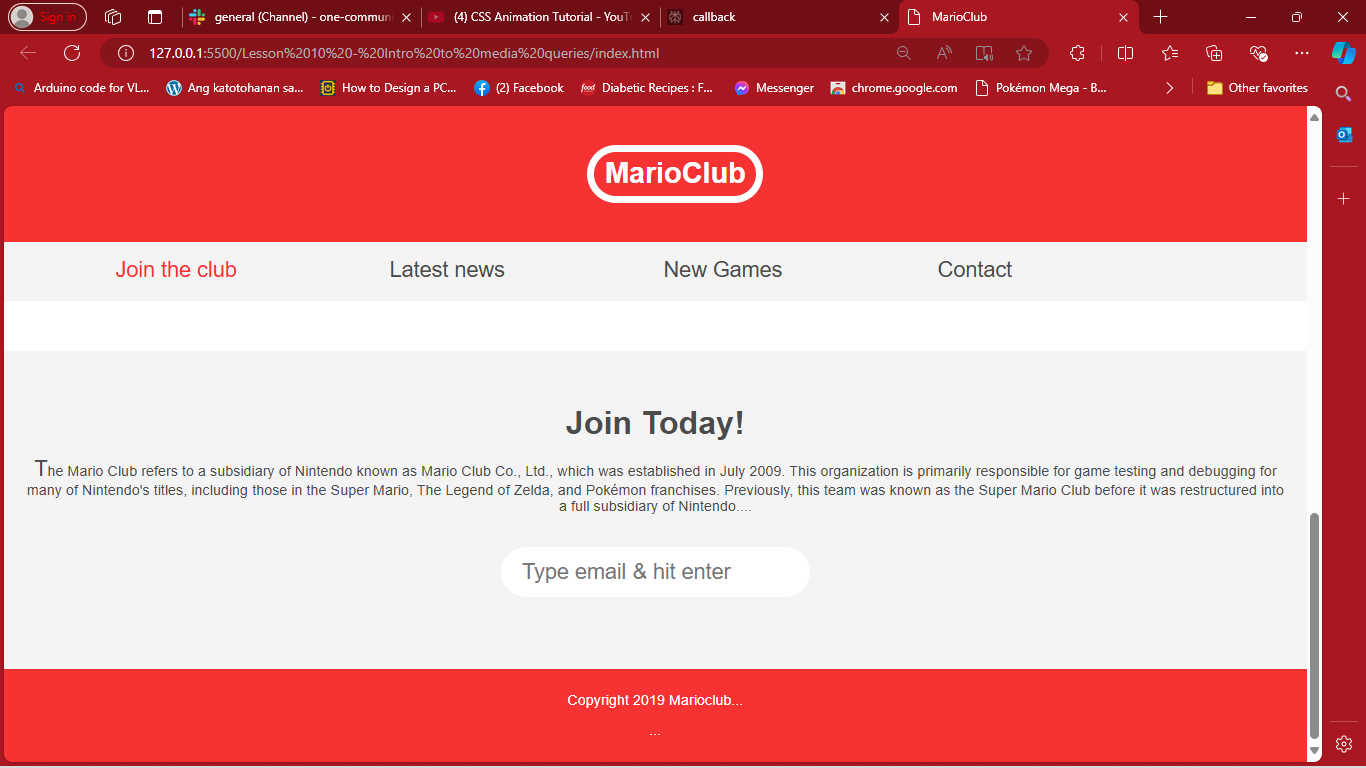 Sign in
general (Channel) - one-communi
(4) CSS Animation Tutorial - YouTu
callback
MarioClub
127.0.0.1:5500/Lesson%2010%20-%20Intro%20to%20media%20queries/index.html
Arduino code for VL...
Ang katotohanan sa...
How to Design a PC...
(2) Facebook
Diabetic Recipes : F...
Messenger
chrome.google.com
Pokémon Mega - B...
Other favorites
MarioClub
Join the club
Latest news
New Games
Contact
Join Today!
The Mario Club refers to a subsidiary of Nintendo known as Mario Club Co., Ltd., which was established in July 2009. This organization is primarily responsible for game testing and debugging for
many of Nintendo's titles, including those in the Super Mario, The Legend of Zelda, and Pokémon franchises. Previously, this team was known as the Super Mario Club before it was restructured into
a full subsidiary of Nintendo....
Type email & hit enter
Copyright 2019 Marioclub...
...